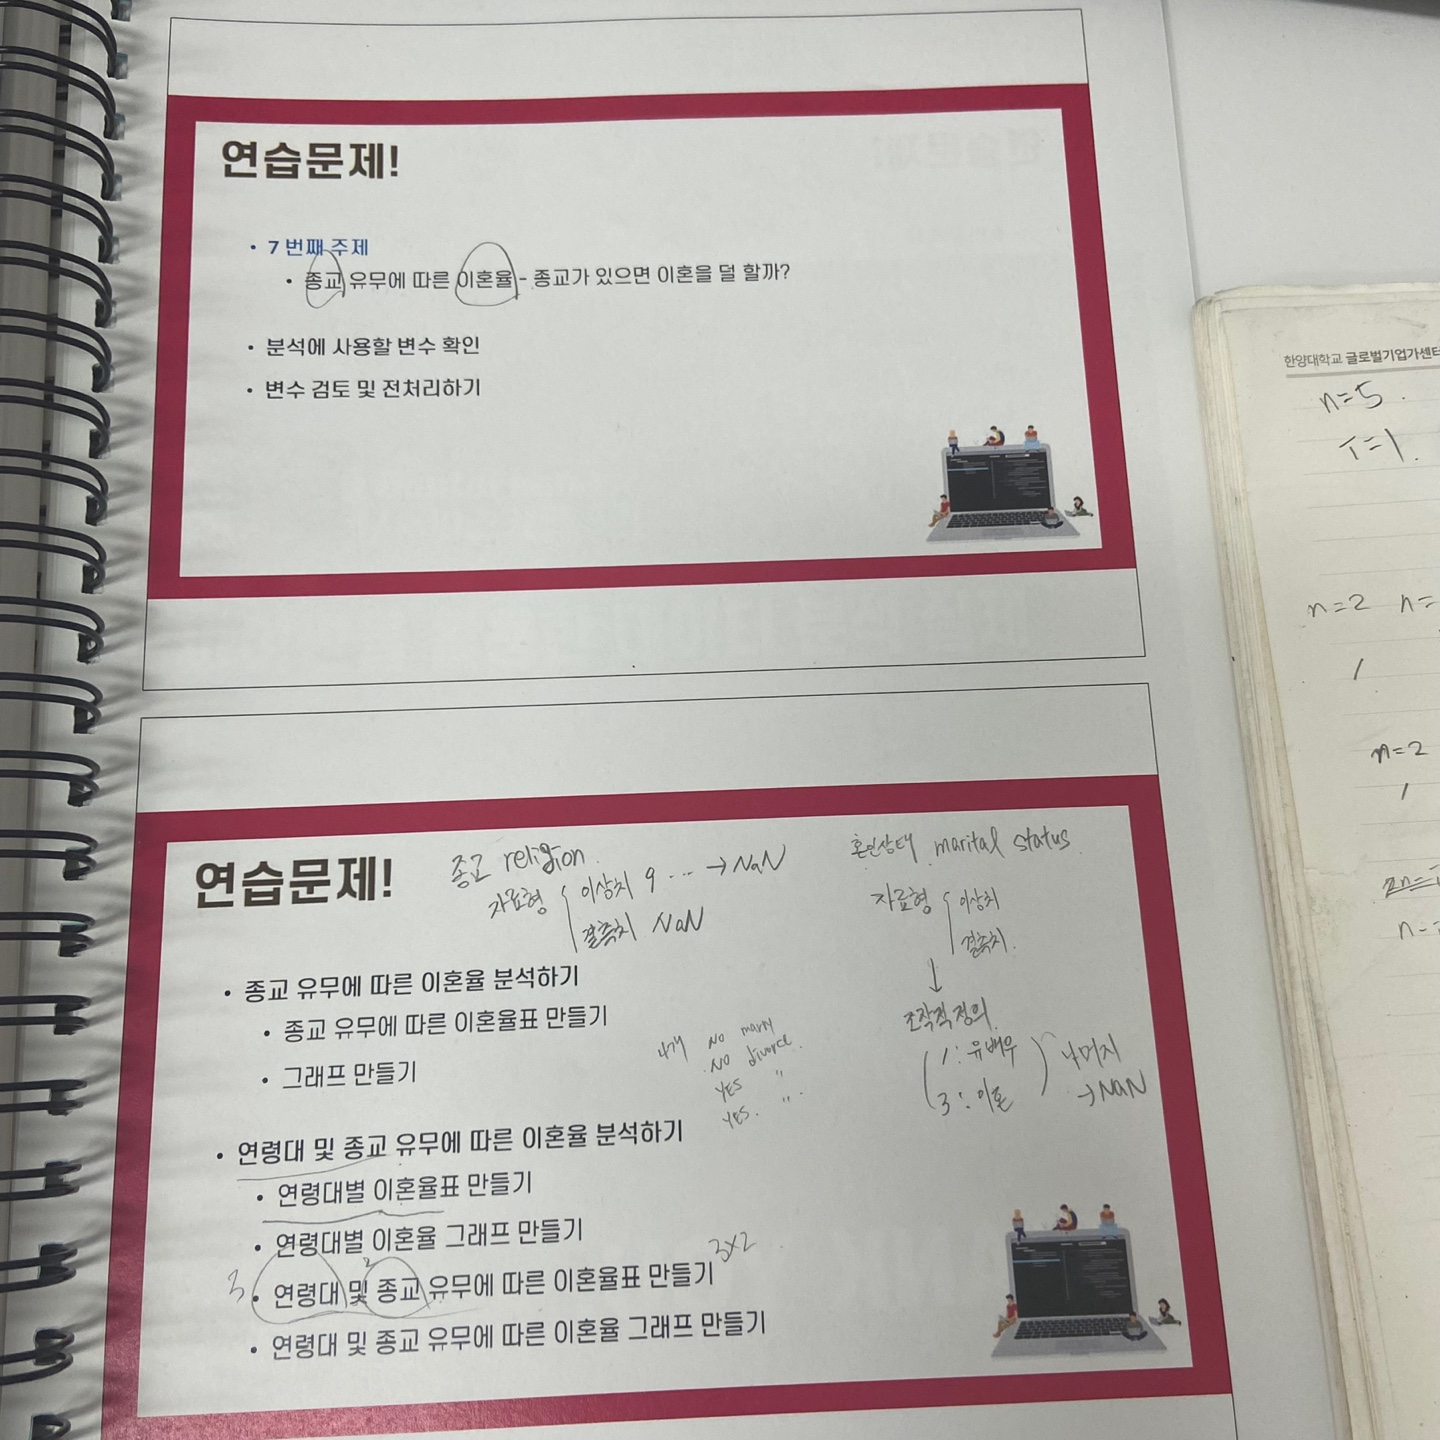 연습문제!
• 7 번째 주제
• 종교 유무에 따른 이혼율 - 종교가 있으면 이혼을 덜 할까?
• 분석에 사용할 변수 확인
• 변수 검토 및 전처리하기
한양대학교 글로벌기업가센터
n=5.
T=1.
n=2 n=
1
n=2
1
연습문제!
종교 religion
자료형
이상치 9 ... → NaN
결측치 NaN
혼인상태 marital status
자료형
이상치
결측치.
↓
조작적 정의
1: 유배우
3: 이혼
나머지
→ NaN
4개 No marry
No divorce.
YES "
YES. "
• 종교 유무에 따른 이혼율 분석하기
• 종교 유무에 따른 이혼율표 만들기
• 그래프 만들기
• 연령대 및 종교 유무에 따른 이혼율 분석하기
• 연령대별 이혼율표 만들기
• 연령대별 이혼율 그래프 만들기
3 2 3×2
• 연령대 및 종교 유무에 따른 이혼율표 만들기
• 연령대 및 종교 유무에 따른 이혼율 그래프 만들기